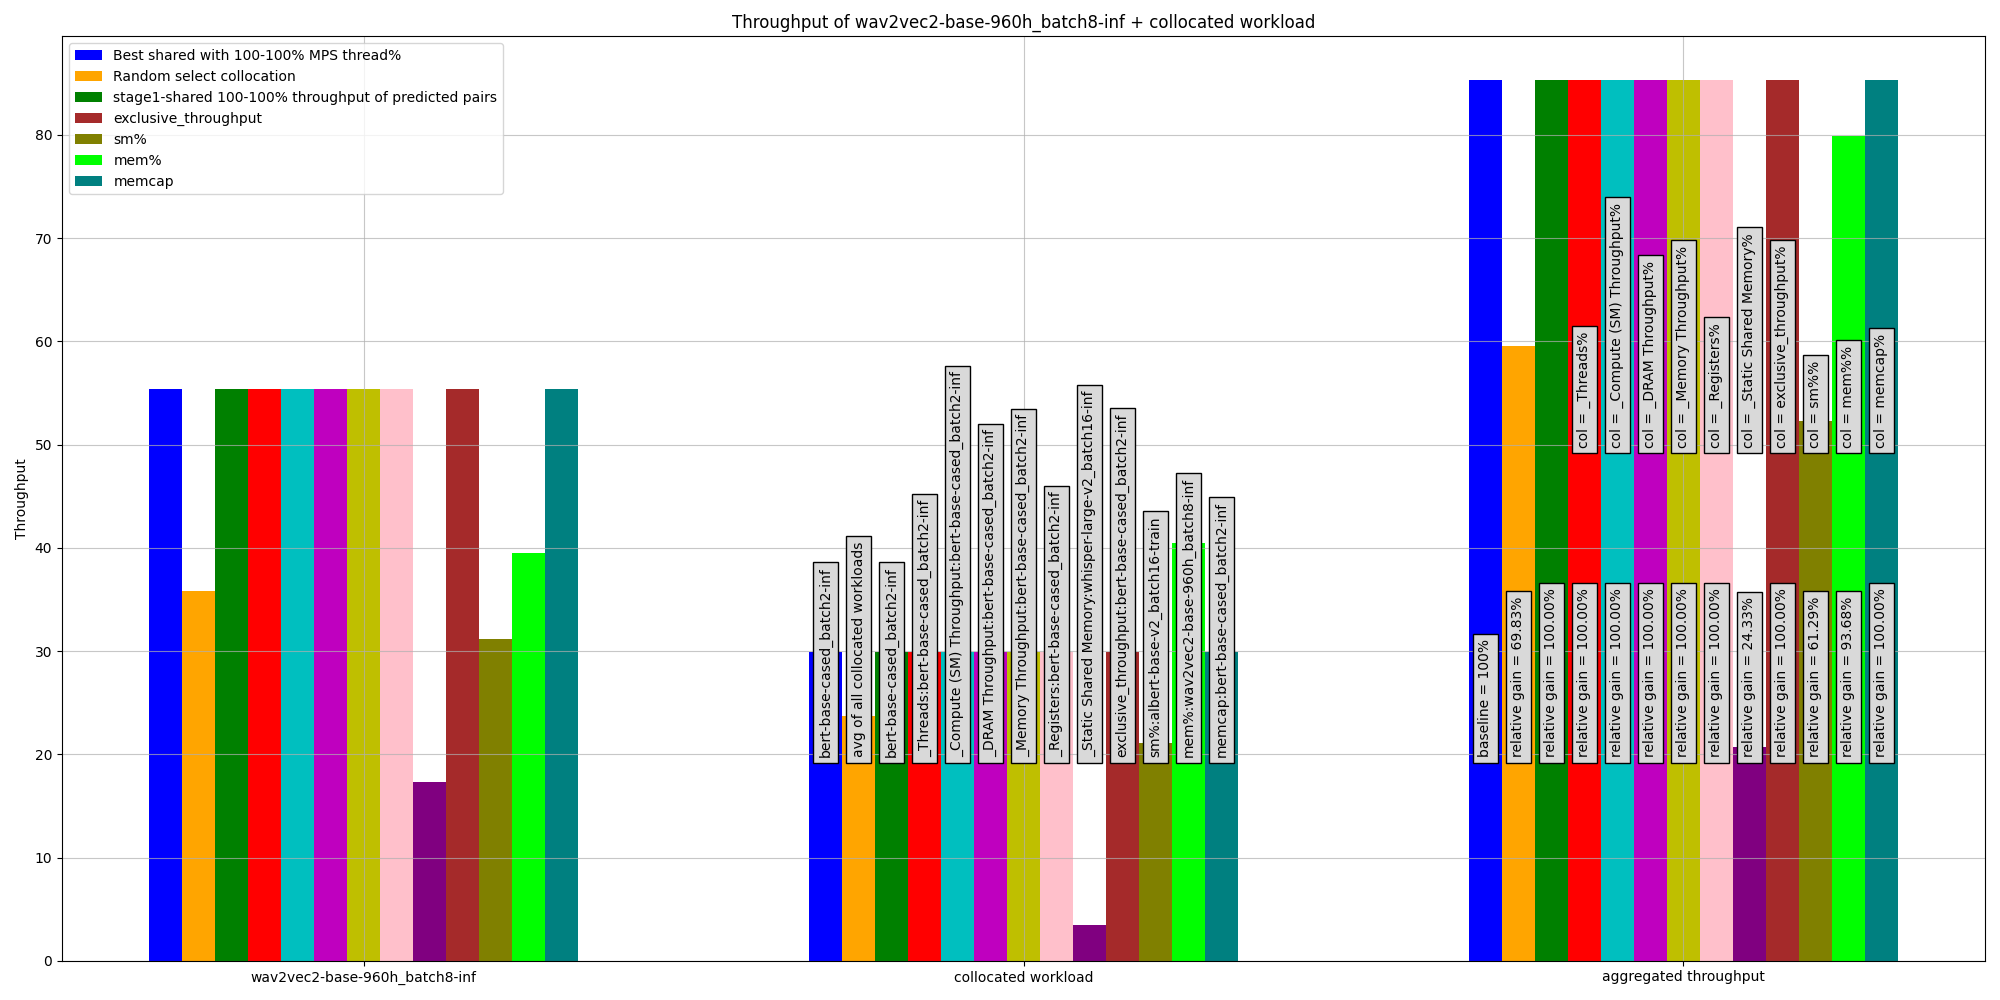 Throughput of wav2vec2-base-960h_batch8-inf + collocated workload
Best shared with 100-100% MPS thread%
Random select collocation
stage1-shared 100-100% throughput of predicted pairs
exclusive_throughput
sm%
mem%
memcap
Throughput
80
70
60
50
40
30
20
10
0
bert-base-cased_batch2-inf
avg of all collocated workloads
bert-base-cased_batch2-inf
_Threads:bert-base-cased_batch2-inf
_Compute (SM) Throughput:bert-base-cased_batch2-inf
_DRAM Throughput:bert-base-cased_batch2-inf
_Memory Throughput:bert-base-cased_batch2-inf
_Registers:bert-base-cased_batch2-inf
_Static Shared Memory:whisper-large-v2_batch16-inf
exclusive_throughput:bert-base-cased_batch2-inf
sm%:albert-base-v2_batch16-train
mem%:wav2vec2-base-960h_batch8-inf
memcap:bert-base-cased_batch2-inf
col = _Threads%
col = _Compute (SM) Throughput%
col = _DRAM Throughput%
col = _Memory Throughput%
col = _Registers%
col = _Static Shared Memory%
col = exclusive_throughput%
col = sm%%
col = mem%%
col = memcap%
baseline = 100%
relative gain = 69.83%
relative gain = 100.00%
relative gain = 100.00%
relative gain = 100.00%
relative gain = 100.00%
relative gain = 100.00%
relative gain = 100.00%
relative gain = 24.33%
relative gain = 100.00%
relative gain = 61.29%
relative gain = 93.68%
relative gain = 100.00%
wav2vec2-base-960h_batch8-inf
collocated workload
aggregated throughput